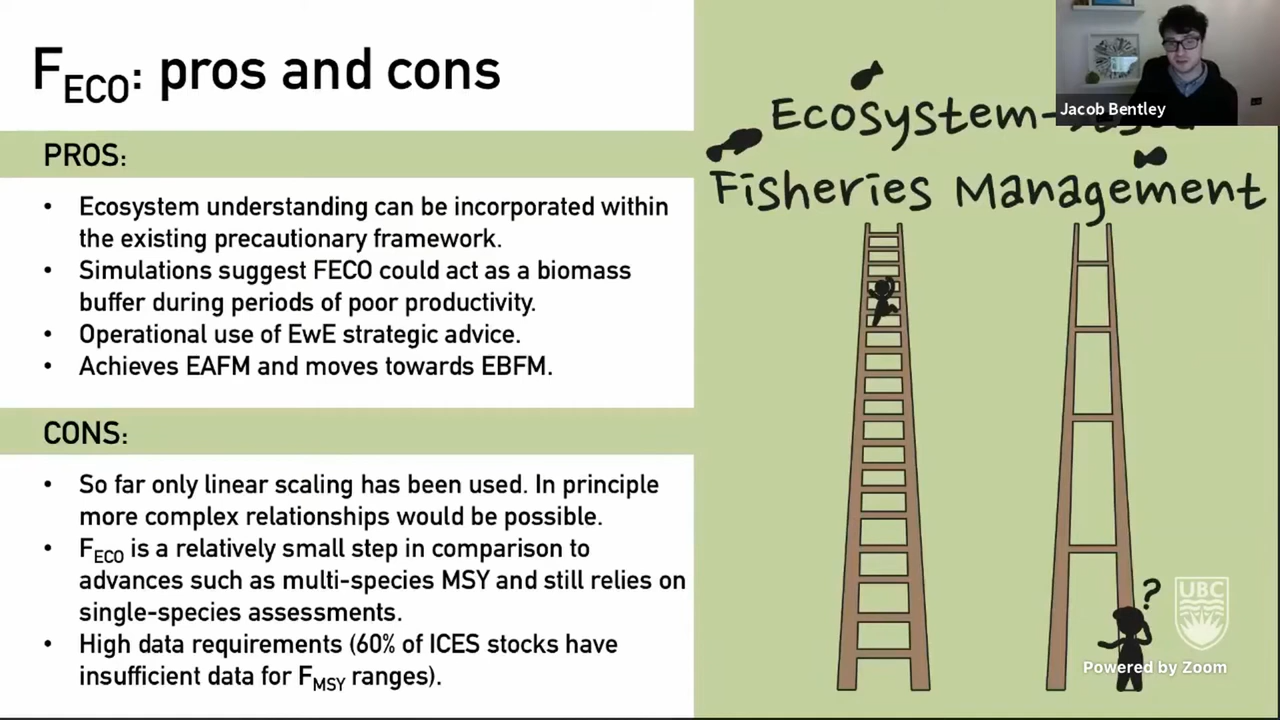 F_ECO: pros and cons
PROS:
• Ecosystem understanding can be incorporated within
the existing precautionary framework.
• Simulations suggest FECO could act as a biomass
buffer during periods of poor productivity.
• Operational use of EwE strategic advice.
• Achieves EAFM and moves towards EBFM.
CONS:
• So far only linear scaling has been used. In principle
more complex relationships would be possible.
• F_ECO is a relatively small step in comparison to
advances such as multi-species MSY and still relies on
single-species assessments.
• High data requirements (60% of ICES stocks have
insufficient data for F_MSY ranges).
Jacob Bentley
Ecosystem-
Fisheries Management
?
UBC
Powered by Zoom